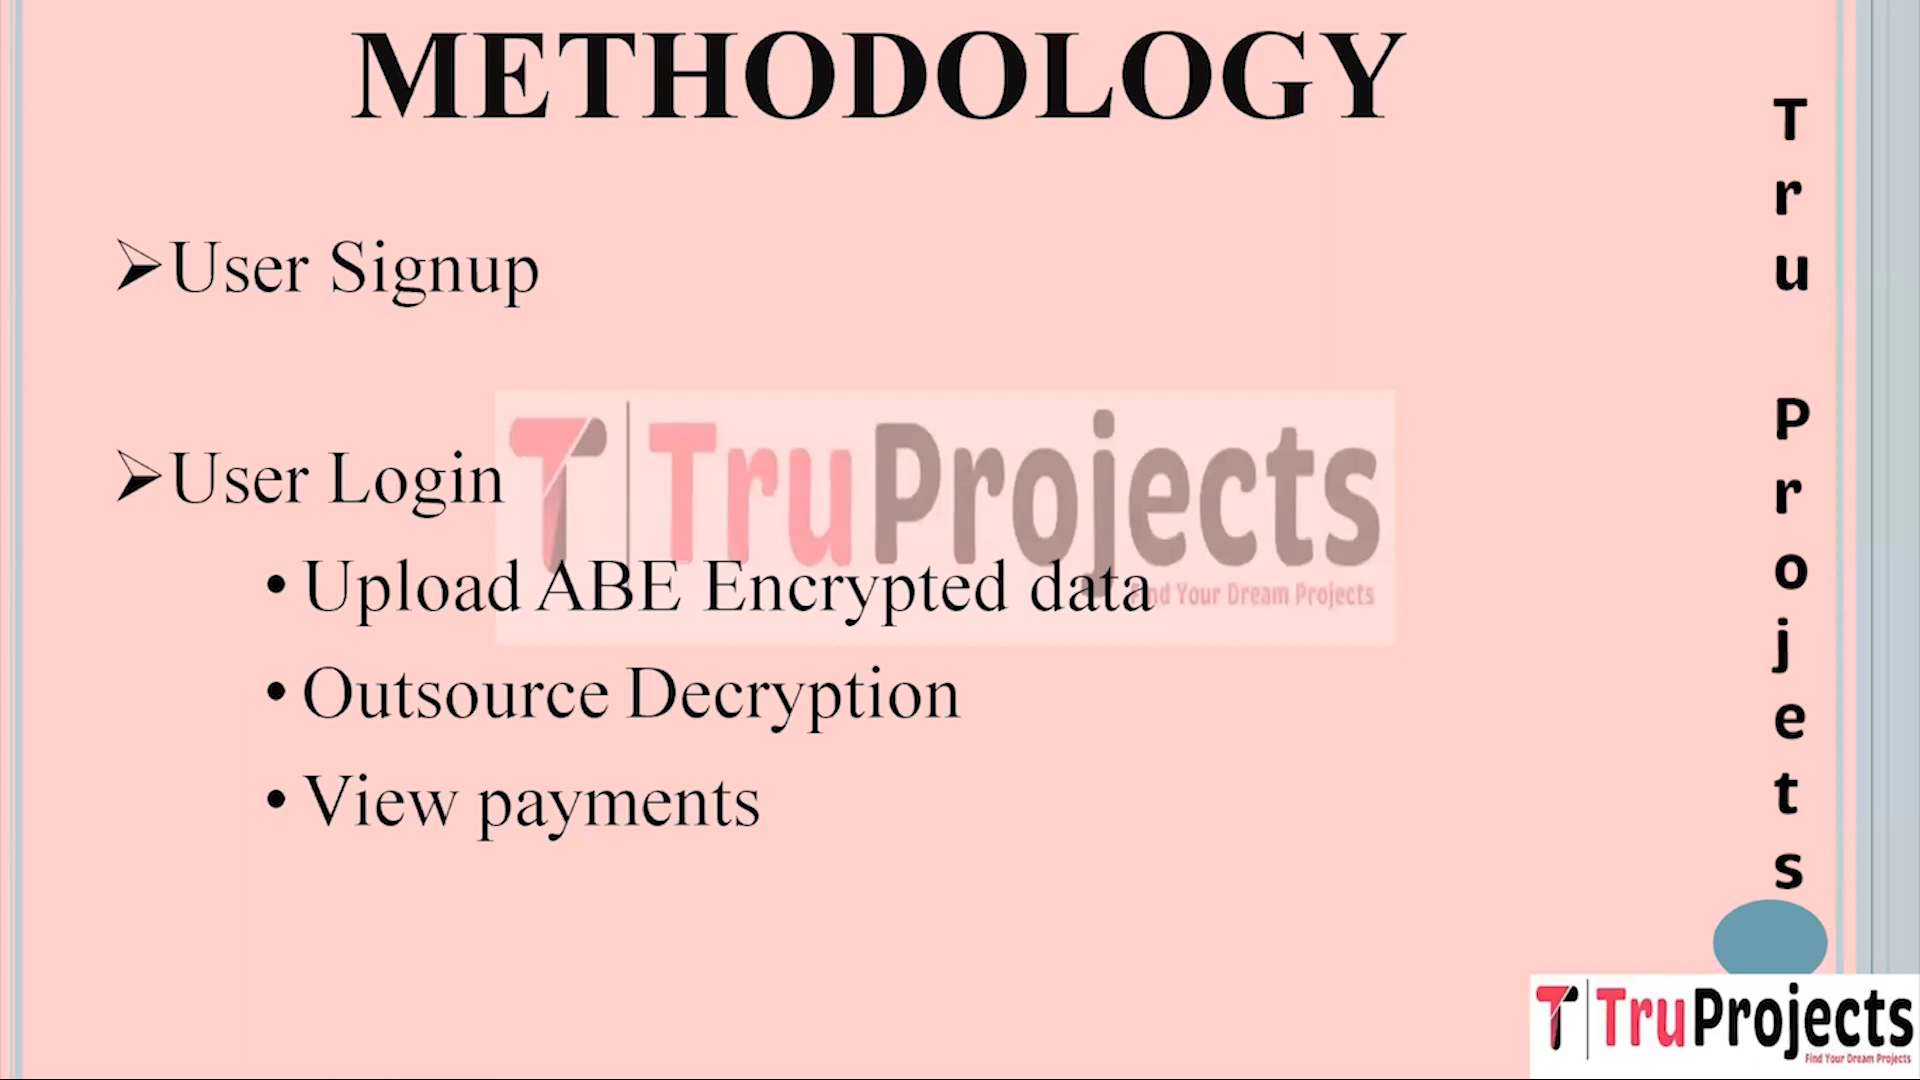 METHODOLOGY
➢User Signup
➢User Login
• Upload ABE Encrypted data
• Outsource Decryption
• View payments
TruProjects
Find Your Dream Projects
T
r
u
P
r
o
j
e
t
s
TruProjects
Find Your Dream Projects